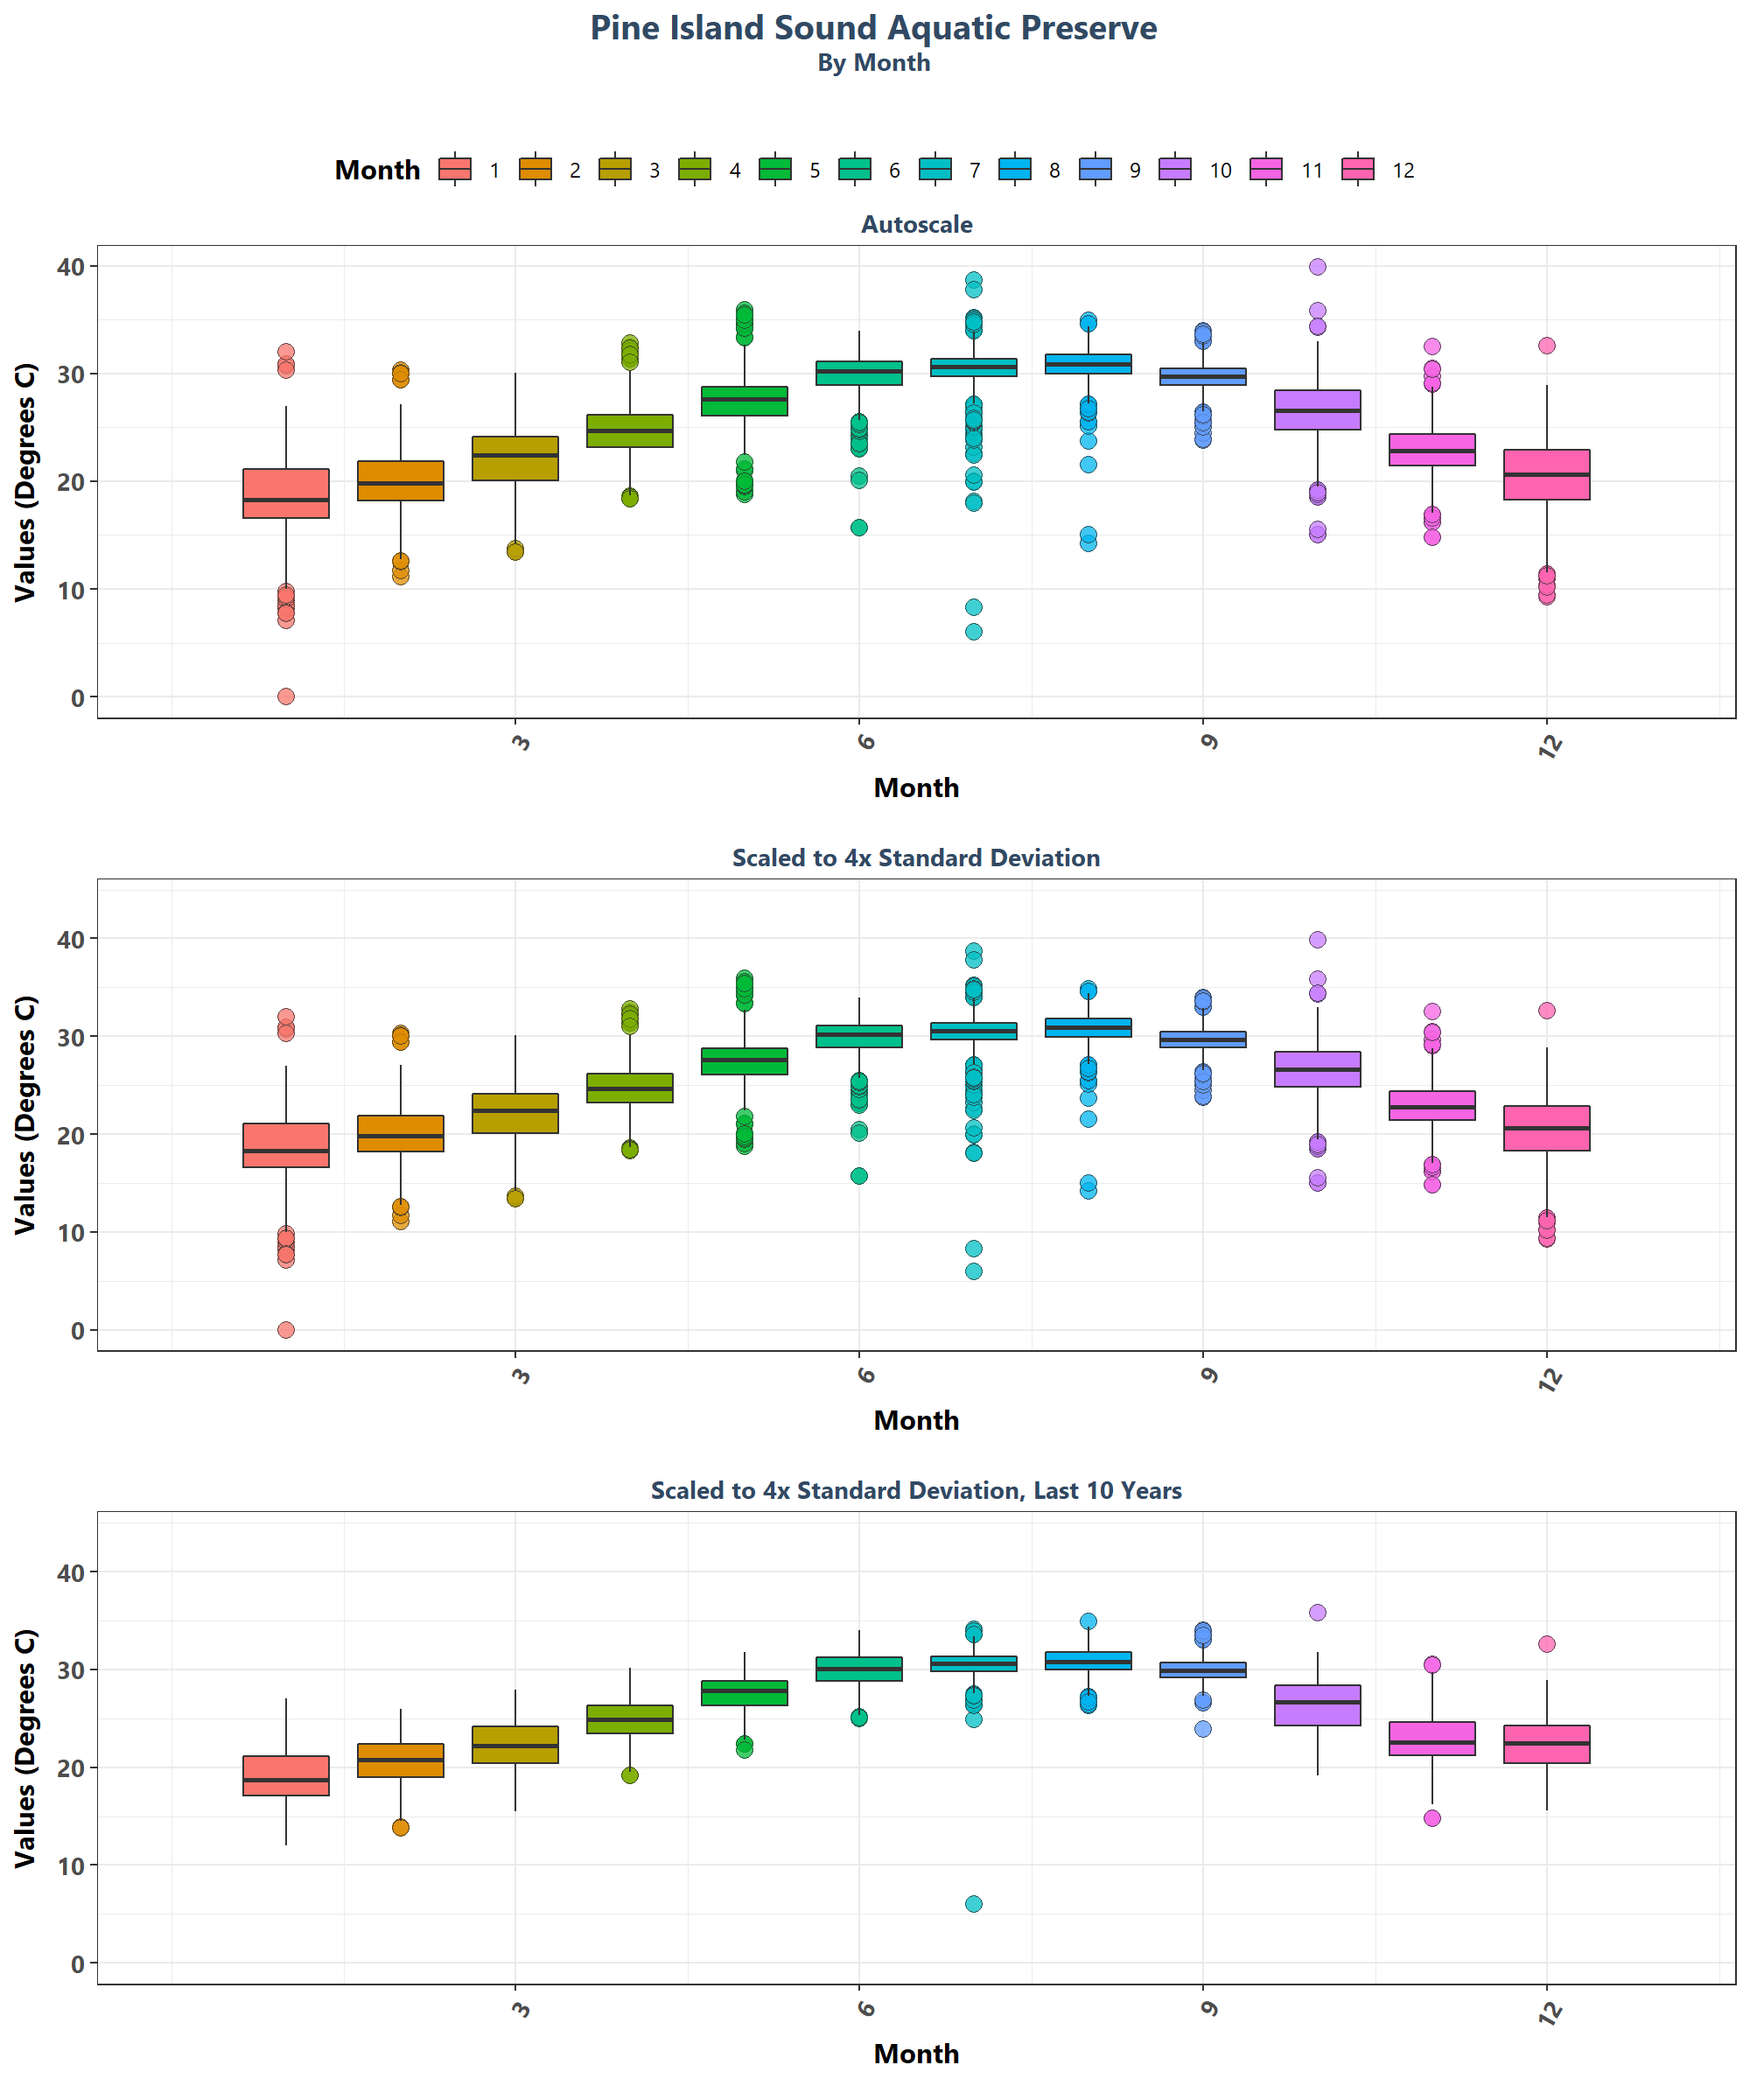 Pine Island Sound Aquatic Preserve
By Month
Month 1 2 3 4 5 6 7 8 9 10 11 12
Autoscale
Values (Degrees C)
40
30
20
10
0
3 6 9 12
Month
Scaled to 4x Standard Deviation
Values (Degrees C)
40
30
20
10
0
3 6 9 12
Month
Scaled to 4x Standard Deviation, Last 10 Years
Values (Degrees C)
40
30
20
10
0
3 6 9 12
Month